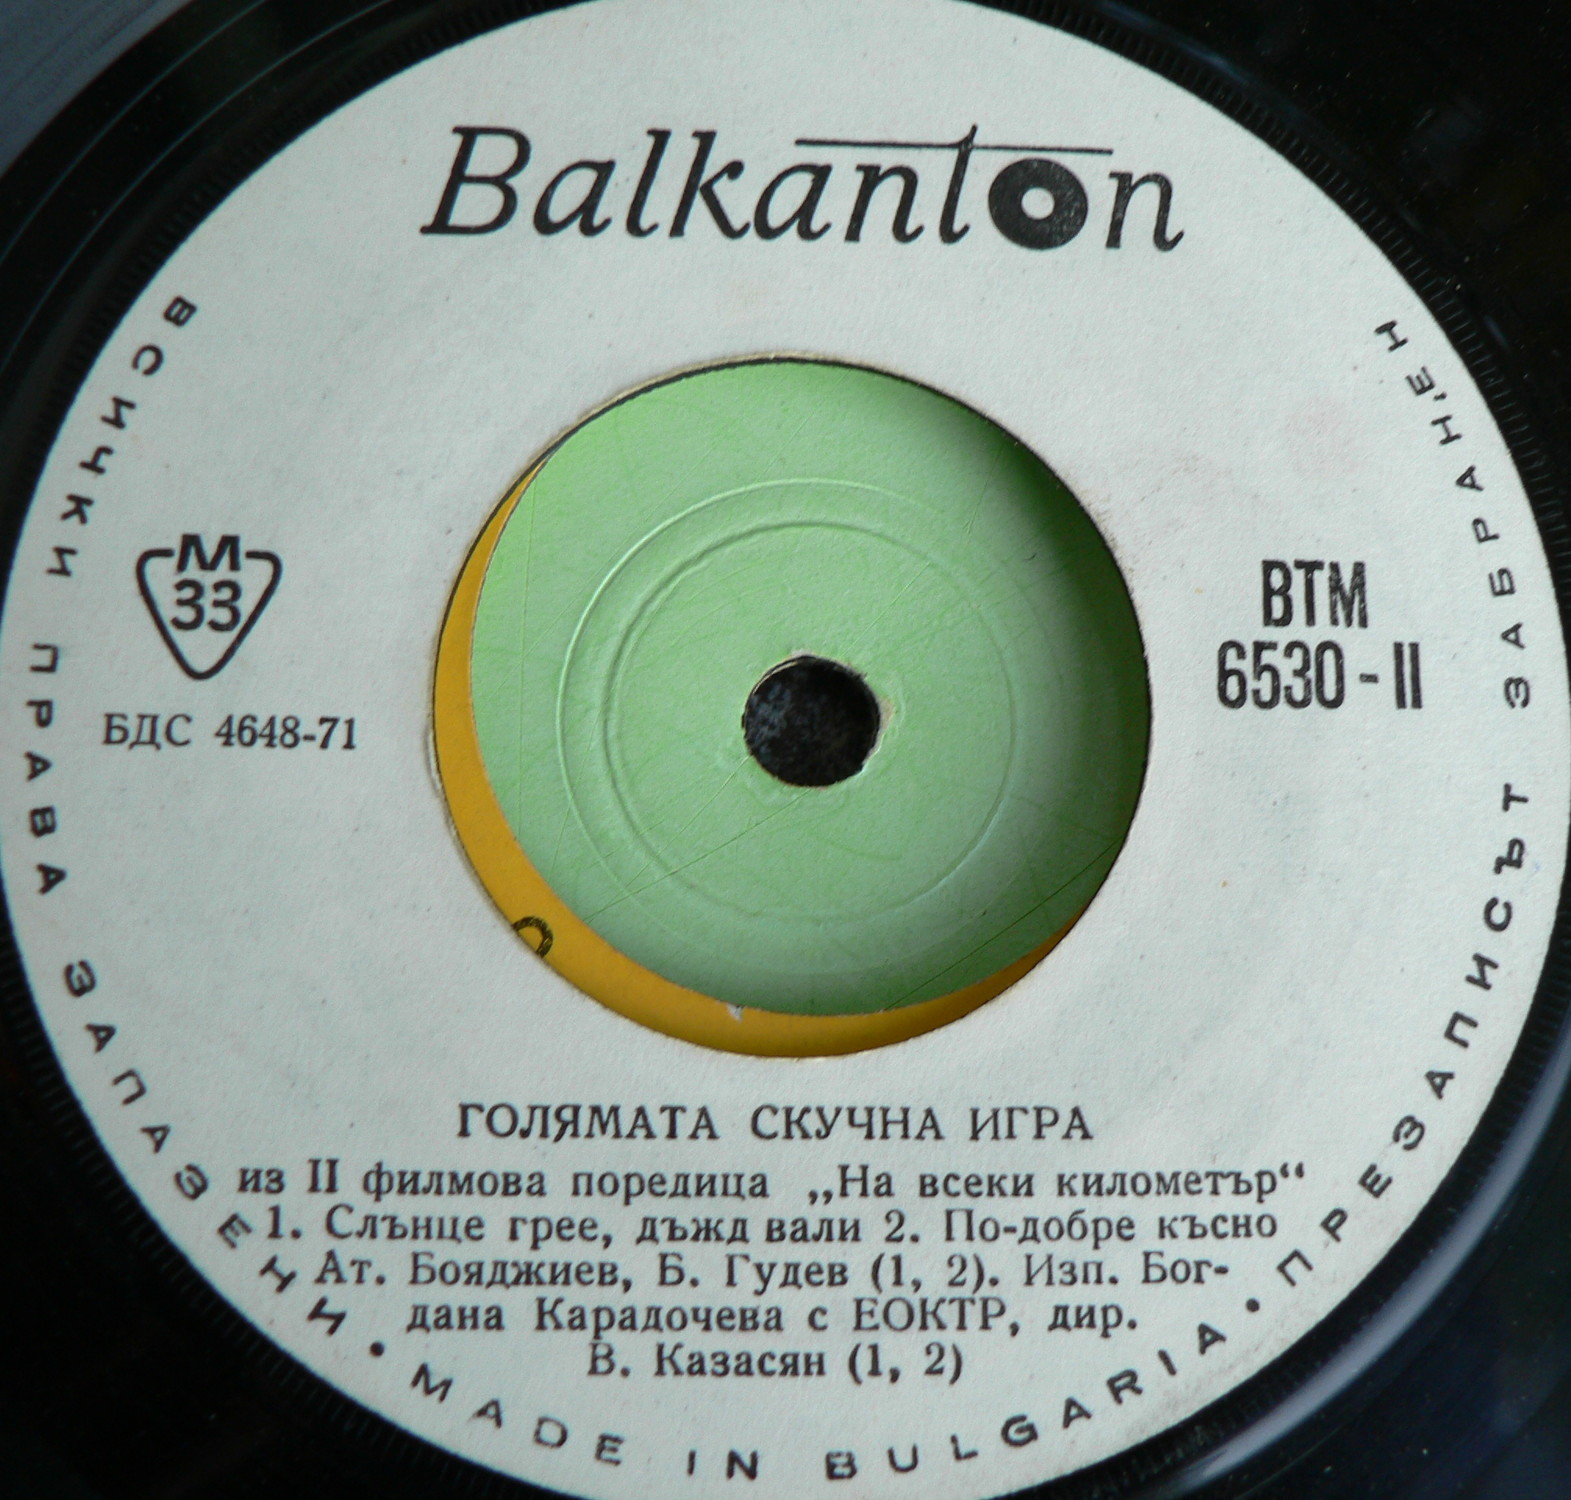 Balkanton
ВСИЧКИ ПРАВА ЗАПАЗЕНИ • MADE IN BULGARIA • ПРЕЗАПИСЪТ ЗАБРАНЕН
М
33
БДС 4648-71
ВТМ
6530-II
ГОЛЯМАТА СКУЧНА ИГРА
из II филмова поредица „На всеки километър“
1. Слънце грее, дъжд вали 2. По-добре късно
Ат. Бояджиев, Б. Гудев (1, 2). Изп. Бог-
дана Карадочева с ЕОКТР, дир.
В. Казасян (1, 2)